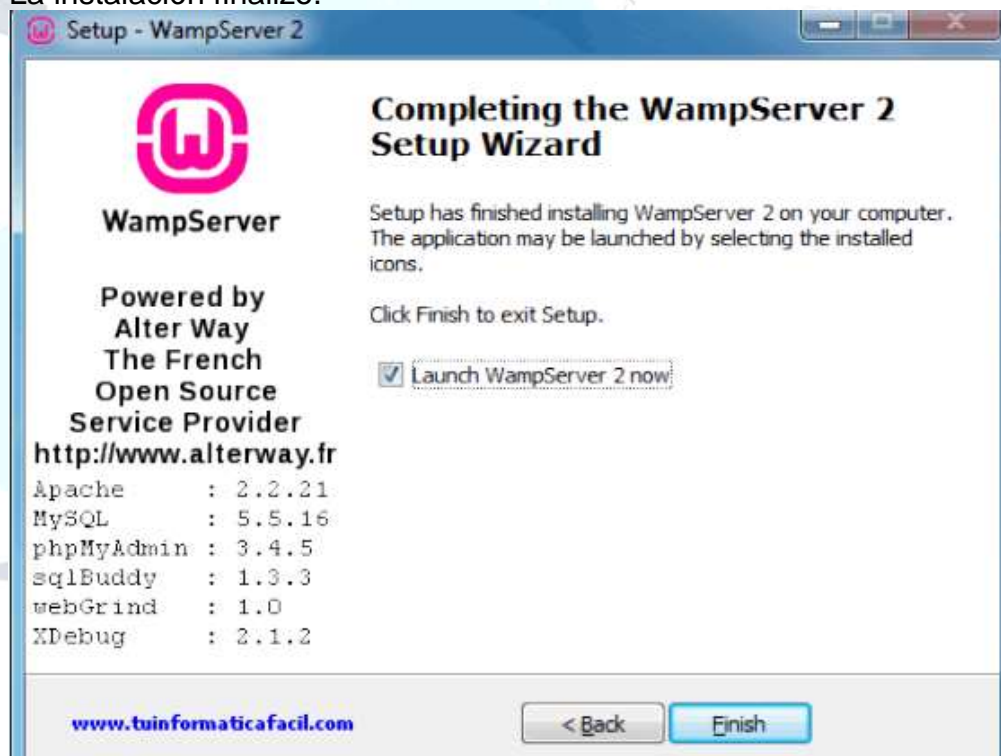 La instalación finalizó.
Setup - WampServer 2
WampServer
Powered by
Alter Way
The French
Open Source
Service Provider
http://www.alterway.fr
Apache : 2.2.21
MySQL : 5.5.16
phpMyAdmin : 3.4.5
sqlBuddy : 1.3.3
webGrind : 1.0
XDebug : 2.1.2
Completing the WampServer 2
Setup Wizard
Setup has finished installing WampServer 2 on your computer.
The application may be launched by selecting the installed
icons.
Click Finish to exit Setup.
Launch WampServer 2 now
www.tuinformaticafacil.com
< Back
Finish